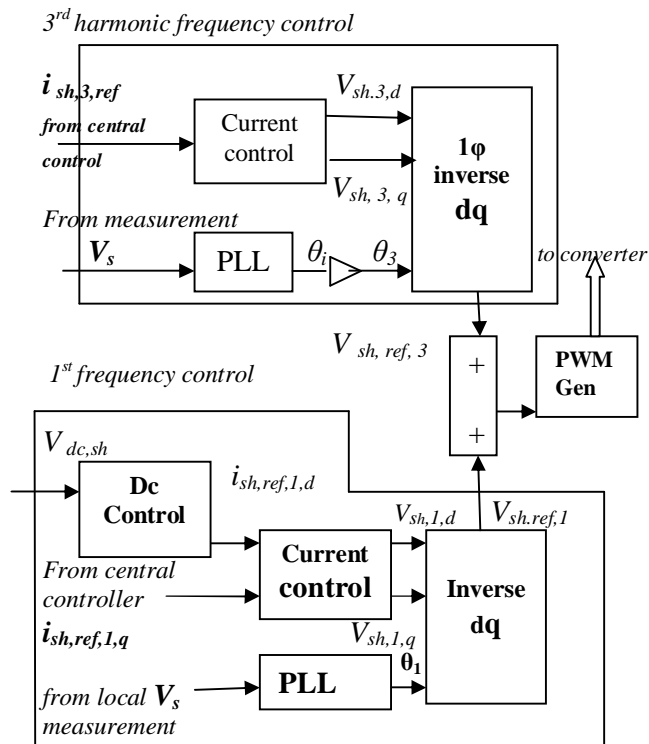 3rd harmonic frequency control
i sh,3,ref
from central
control
Current
control
Vsh.3,d
Vsh, 3, q
1φ
inverse
dq
From measurement
Vs
PLL
θi
θ3
to converter
V sh, ref, 3
+
+
PWM
Gen
1st frequency control
V dc,sh
Dc
Control
ish,ref,1,d
Vsh,1,d
Vsh.ref,1
From central
controller
Current
control
Inverse
dq
ish,ref,1,q
Vsh,1,q
θ1
PLL
from local Vs
measurement